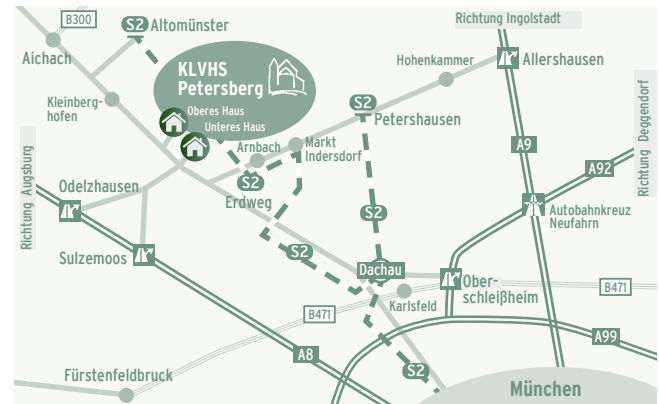 B300
S2
Altomünster
Richtung Ingolstadt
Aichach
KLVHS
Petersberg
Hohenkammer
Allershausen
Kleinberg-
hofen
Oberes Haus
Unteres Haus
S2
Petershausen
Arnbach
Markt
Indersdorf
A9
A92
Richtung Deggendorf
Richtung Augsburg
Odelzhausen
S2
Erdweg
S2
Autobahnkreuz
Neufahrn
Sulzemoos
S2
Dachau
Ober-
schleißheim
Karlsfeld
B471
B471
A8
A99
Fürstenfeldbruck
S2
München